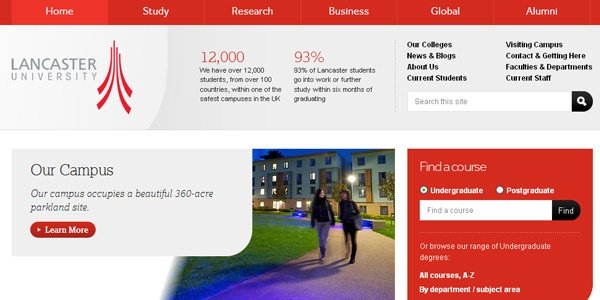 Home Study Research Business Global Alumni
LANCASTER
UNIVERSITY
12,000
We have over 12,000
students, from over 100
countries, within one of the
safest campuses in the UK
93%
93% of Lancaster students
go into work or further
study within six months of
graduating
Our Colleges
News & Blogs
About Us
Current Students
Visiting Campus
Contact & Getting Here
Faculties & Departments
Current Staff
Search this site
Our Campus
Our campus occupies a beautiful 360-acre
parkland site.
Learn More
Find a course
Undergraduate Postgraduate
Find a course Find
Or browse our range of Undergraduate
degrees:
All courses, A-Z
By department / subject area